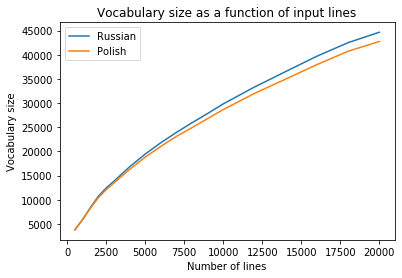 Vocabulary size as a function of input lines
Russian
Polish
45000
40000
35000
30000
25000
20000
15000
10000
5000
Vocabulary size
0 2500 5000 7500 10000 12500 15000 17500 20000
Number of lines